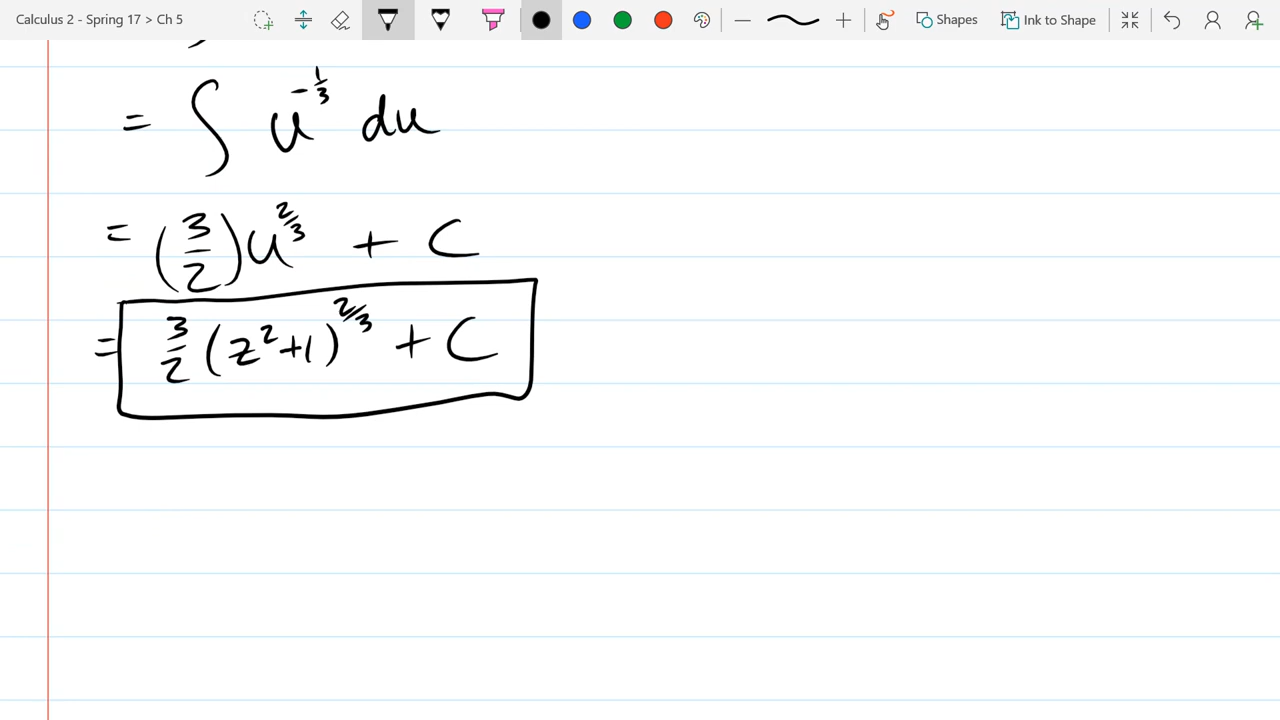 Calculus 2 - Spring 17 > Ch 5 Shapes Ink to Shape
= ∫ u^{-1/3} du
= (3/2) u^{2/3} + C
= 3/2 (z²+1)^{2/3} + C